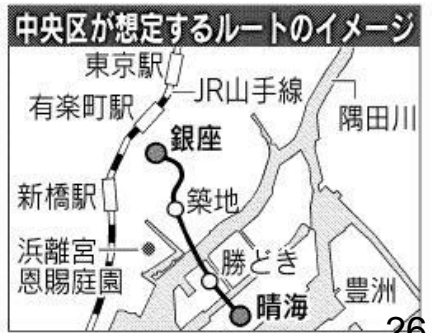 中央区が想定するルートのイメージ
東京駅
JR山手線
有楽町駅
隅田川
銀座
新橋駅
築地
浜離宮
恩賜庭園
勝どき
豊洲
晴海
26